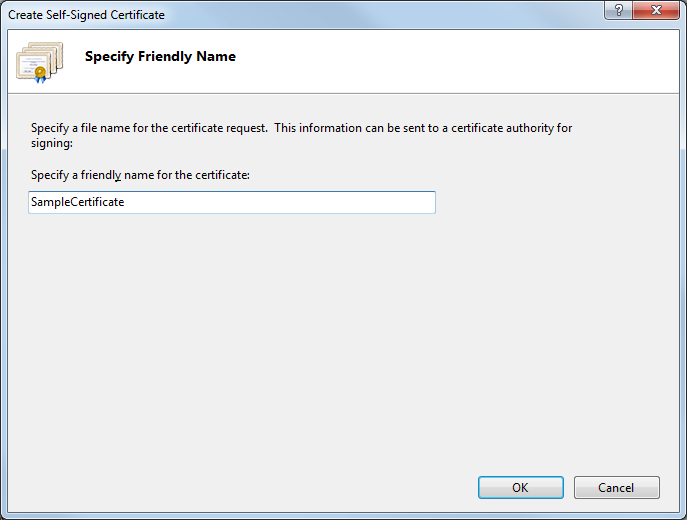 Create Self-Signed Certificate
?
Specify Friendly Name
Specify a file name for the certificate request.  This information can be sent to a certificate authority for
signing:
Specify a friendly name for the certificate:
SampleCertificate
OK
Cancel